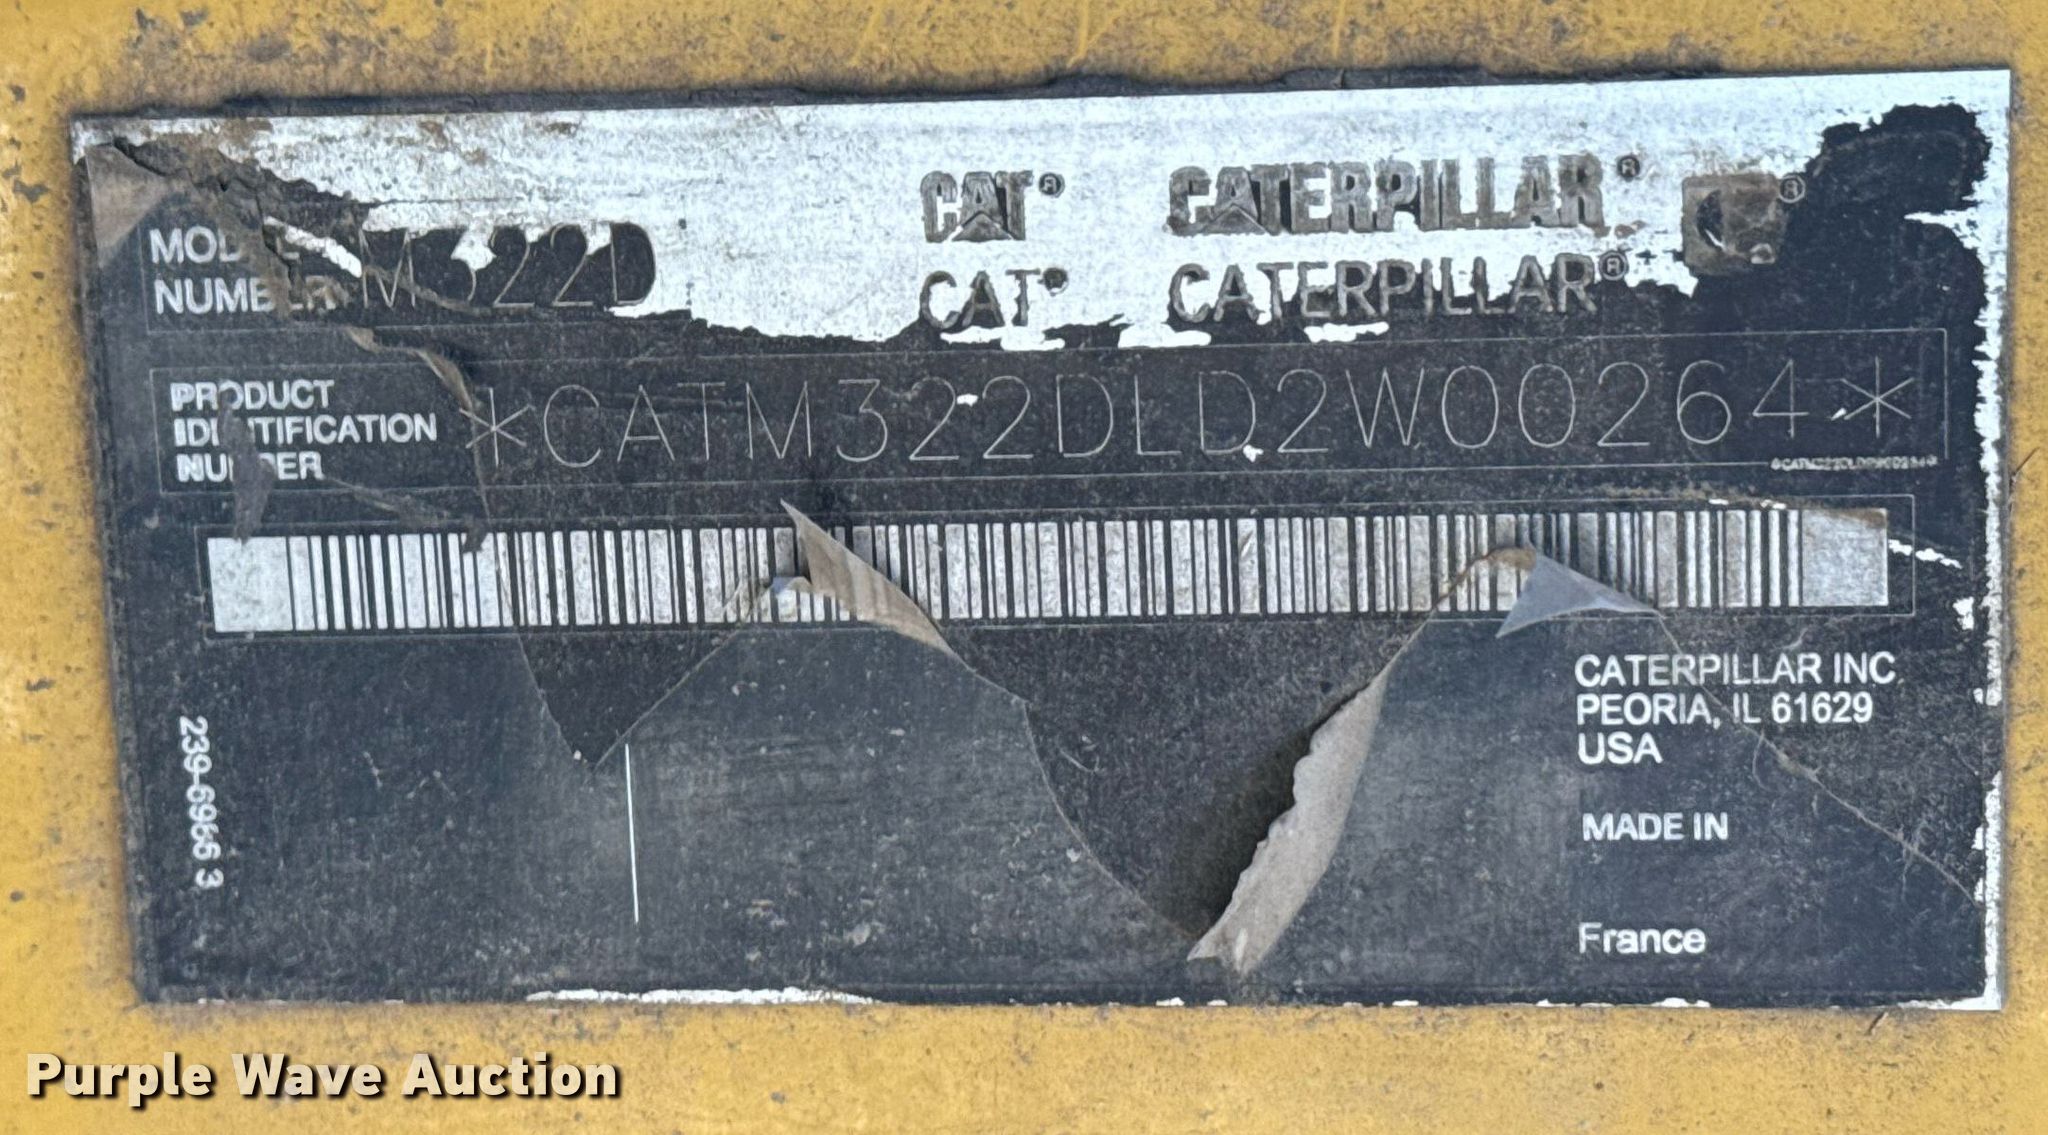 MODEL
NUMBER M322D
CAT® CATERPILLAR®
CAT® CATERPILLAR®
PRODUCT
IDENTIFICATION
NUMBER
*CATM322DLD2W00264*
239-6966 3
CATERPILLAR INC
PEORIA, IL 61629
USA
MADE IN
France
Purple Wave Auction